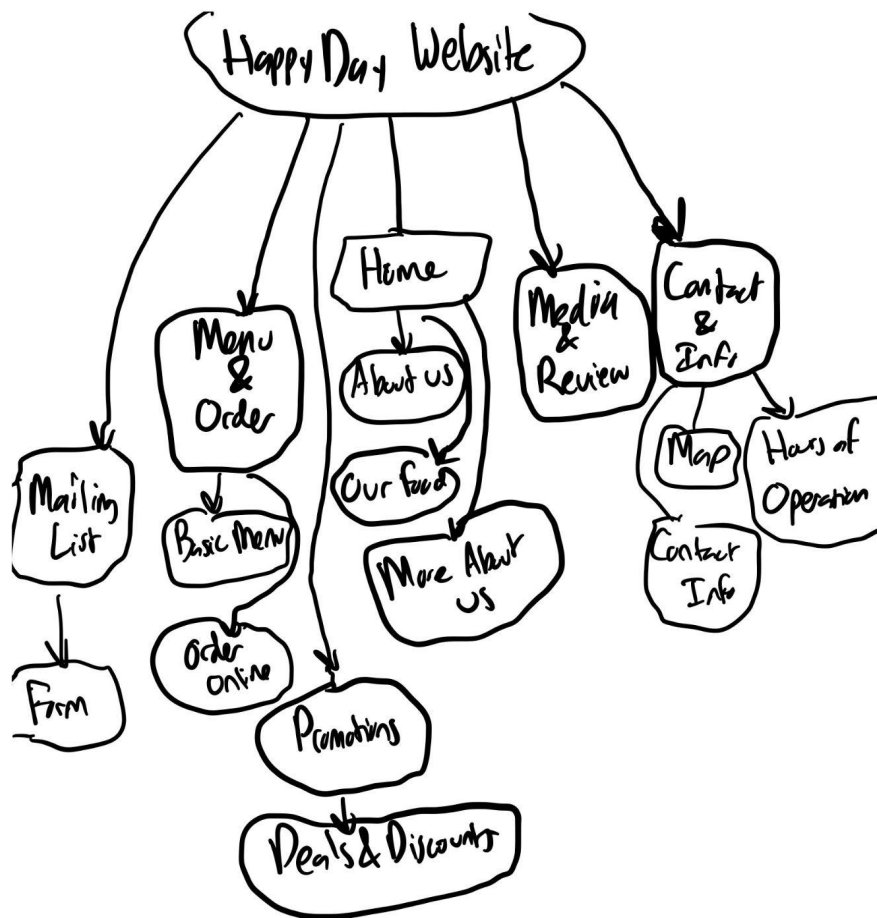 Happy Day Website
Home
Menu
&
Order
Media
&
Review
Contact
&
Info
About us
Our food
More About
us
Mailing
List
Basic Menu
Order
Online
Map
Hours of
Operation
Contact
Info
Form
Promotions
Deals & Discounts